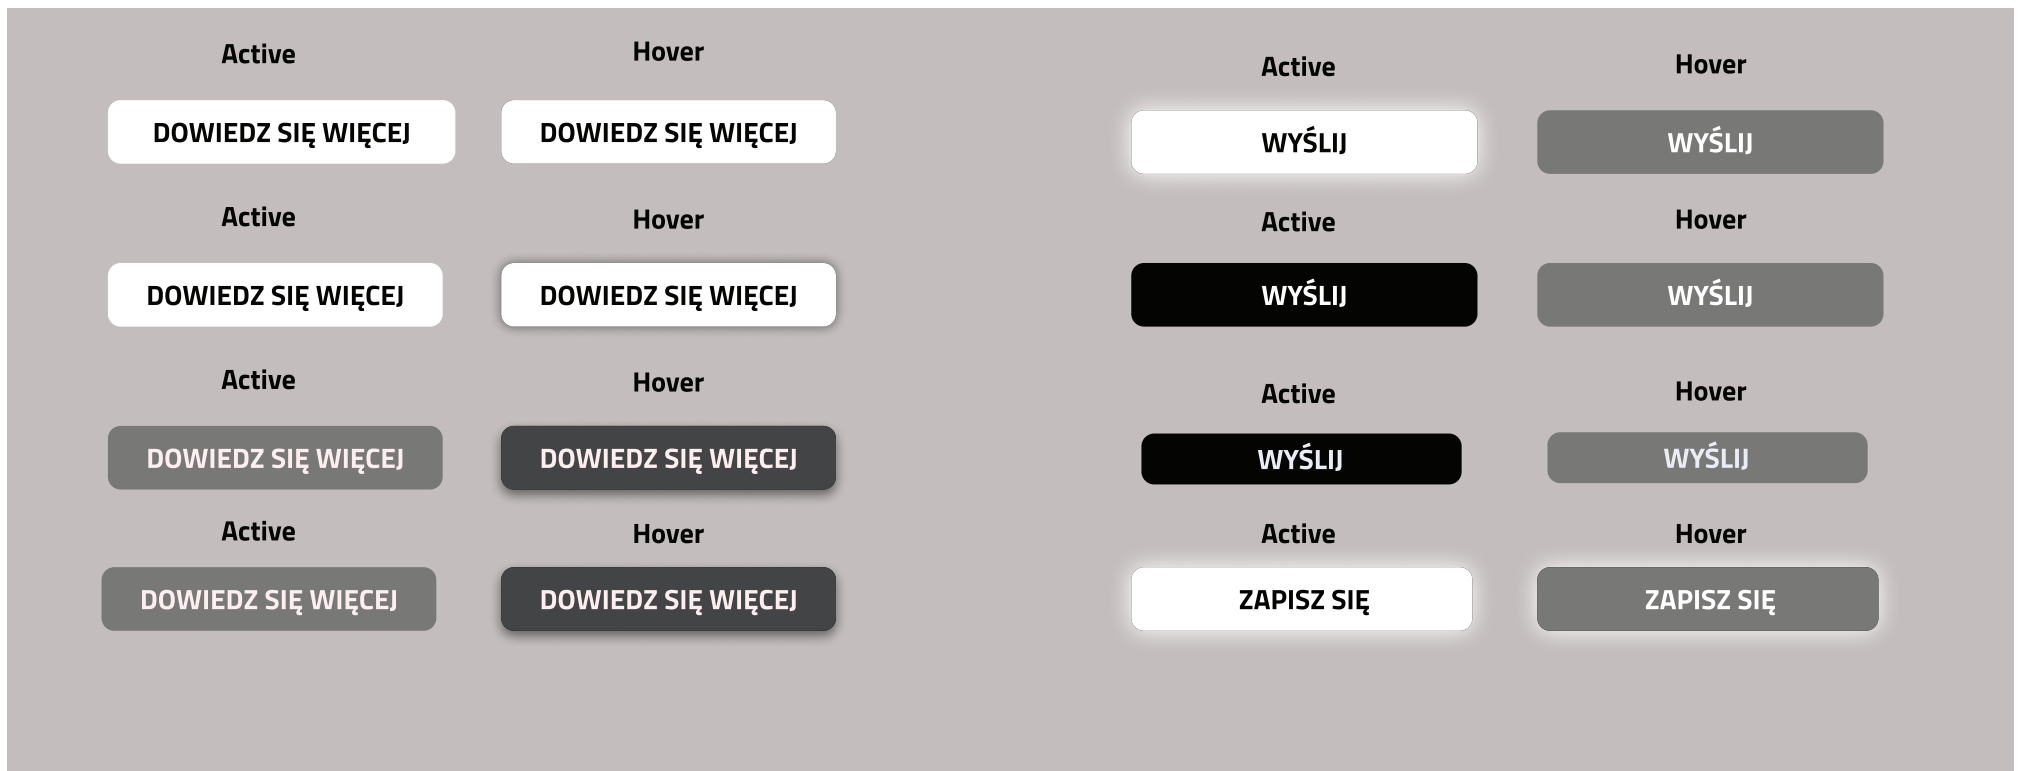 Active
Hover
DOWIEDZ SIĘ WIĘCEJ
DOWIEDZ SIĘ WIĘCEJ
Active
Hover
DOWIEDZ SIĘ WIĘCEJ
DOWIEDZ SIĘ WIĘCEJ
Active
Hover
DOWIEDZ SIĘ WIĘCEJ
DOWIEDZ SIĘ WIĘCEJ
Active
Hover
DOWIEDZ SIĘ WIĘCEJ
DOWIEDZ SIĘ WIĘCEJ
Active
Hover
WYŚLIJ
WYŚLIJ
Active
Hover
WYŚLIJ
WYŚLIJ
Active
Hover
WYŚLIJ
WYŚLIJ
Active
Hover
ZAPISZ SIĘ
ZAPISZ SIĘ